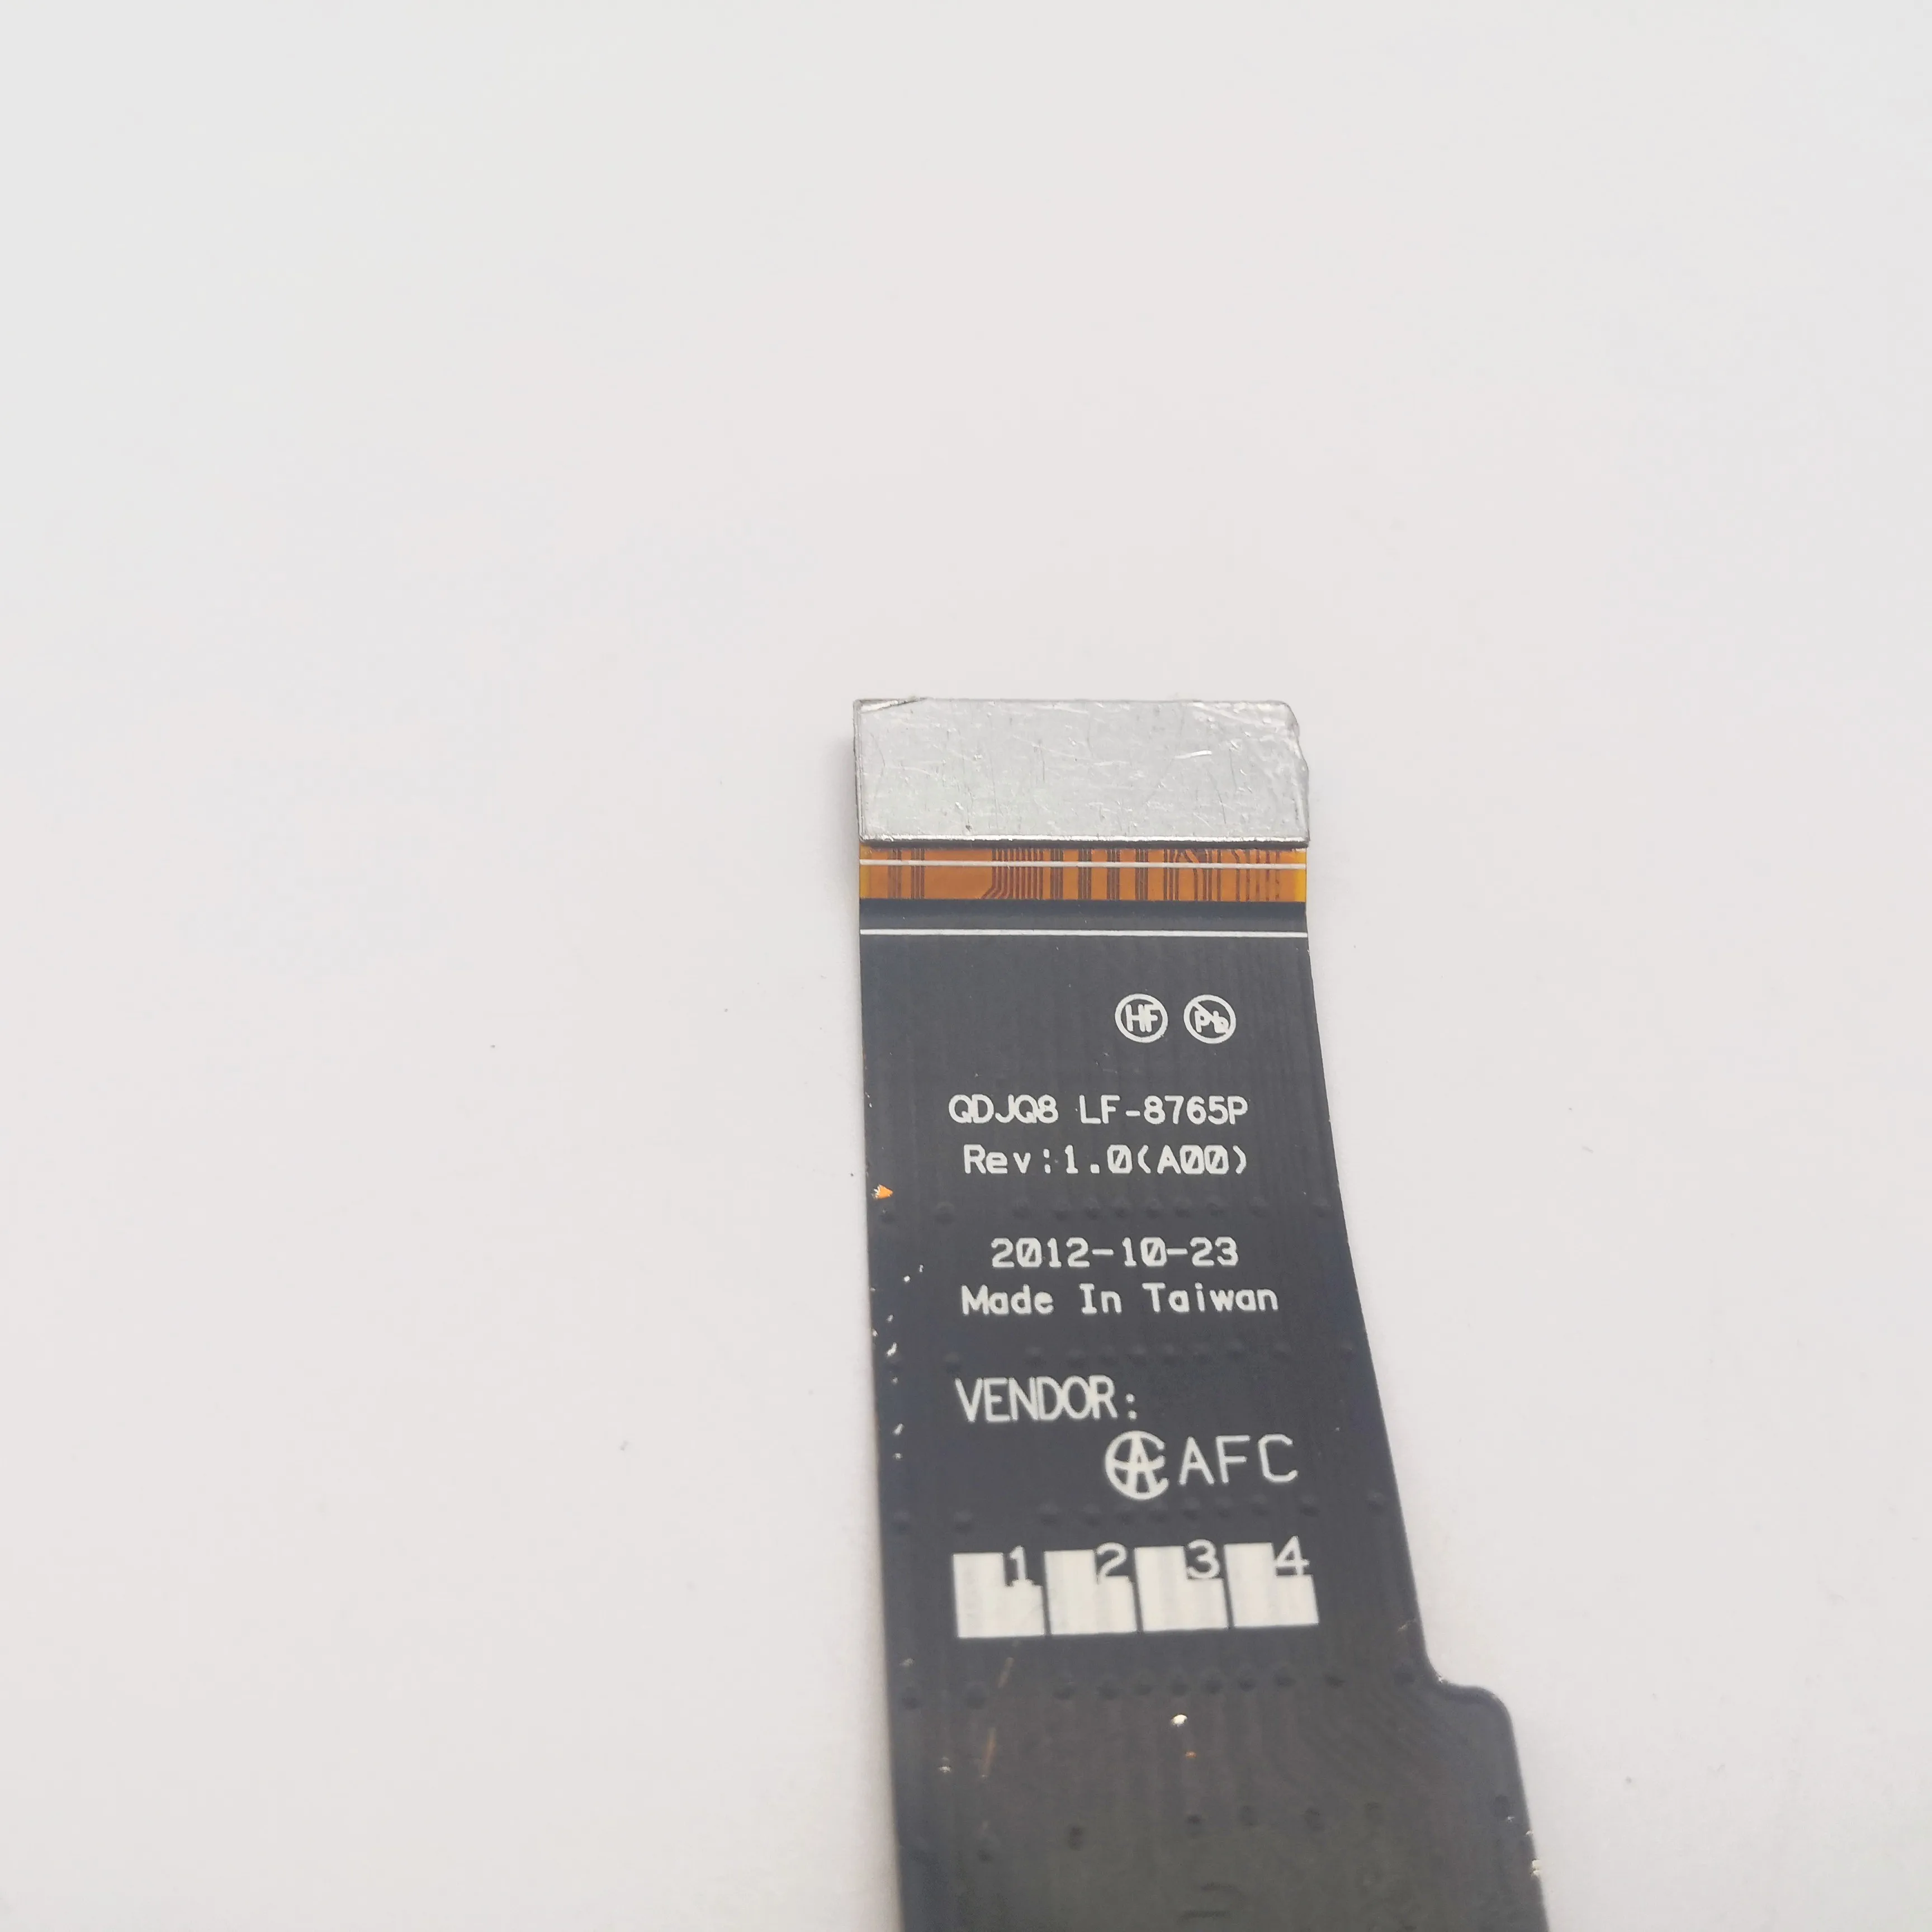 HF Pb
QDJQ8 LF-8765P
Rev:1.0(A00)
2012-10-23
Made In Taiwan
VENDOR:
AFC
1 2 3 4